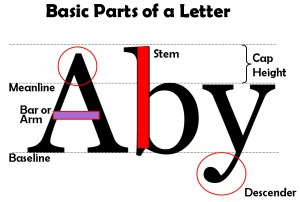 Basic Parts of a Letter
Stem
Cap
Height
Meanline
Bar or
Arm
Aby
Baseline
Descender